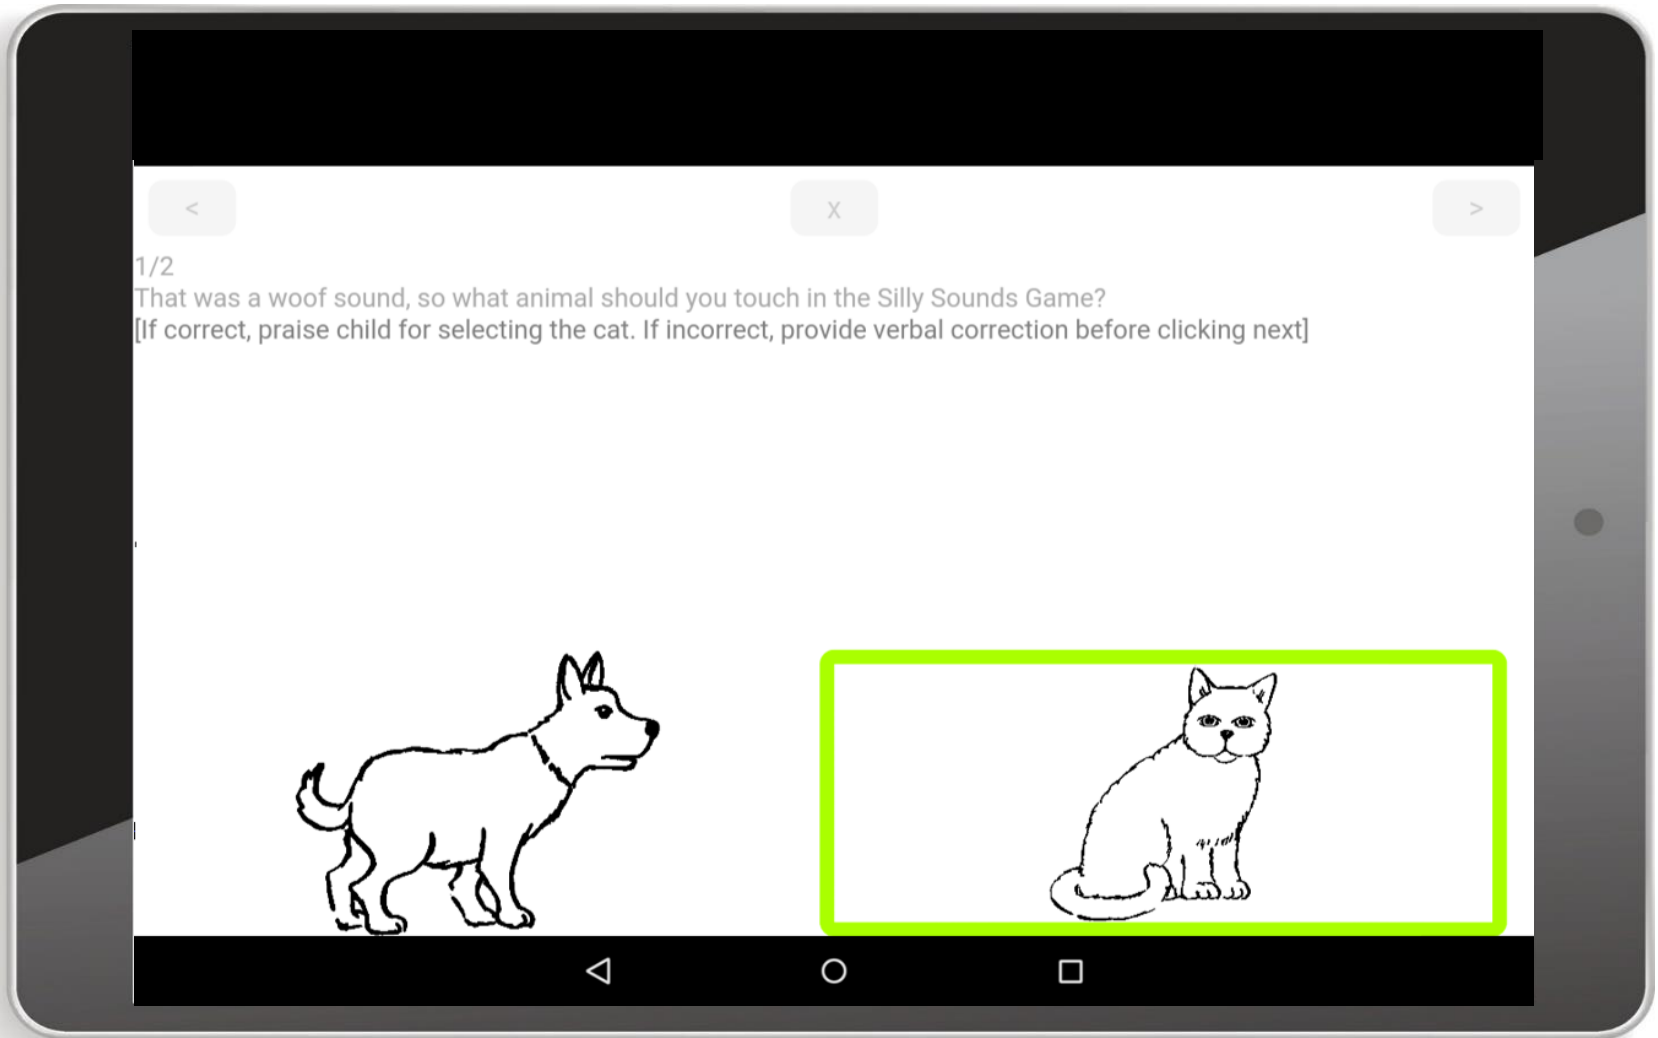 < X >
1/2
That was a woof sound, so what animal should you touch in the Silly Sounds Game?
[If correct, praise child for selecting the cat. If incorrect, provide verbal correction before clicking next]